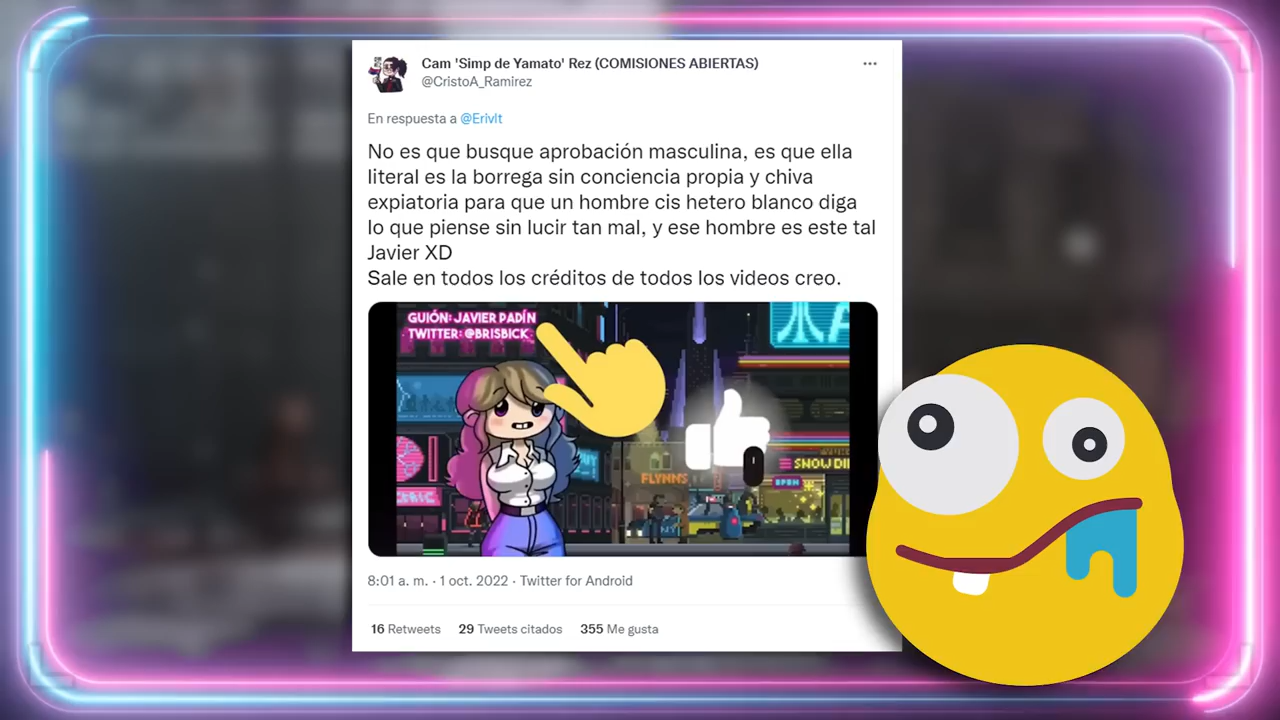 Cam 'Simp de Yamato' Rez (COMISIONES ABIERTAS)
@CristoA_Ramirez
En respuesta a @Erivlt
No es que busque aprobación masculina, es que ella
literal es la borrega sin conciencia propia y chiva
expiatoria para que un hombre cis hetero blanco diga
lo que piense sin lucir tan mal, y ese hombre es este tal
Javier XD
Sale en todos los créditos de todos los videos creo.
GUIÓN: JAVIER PADÍN
TWITTER: @BRISBICK
FLYNNS
8:01 a. m. · 1 oct. 2022 · Twitter for Android
16 Retweets 29 Tweets citados 355 Me gusta